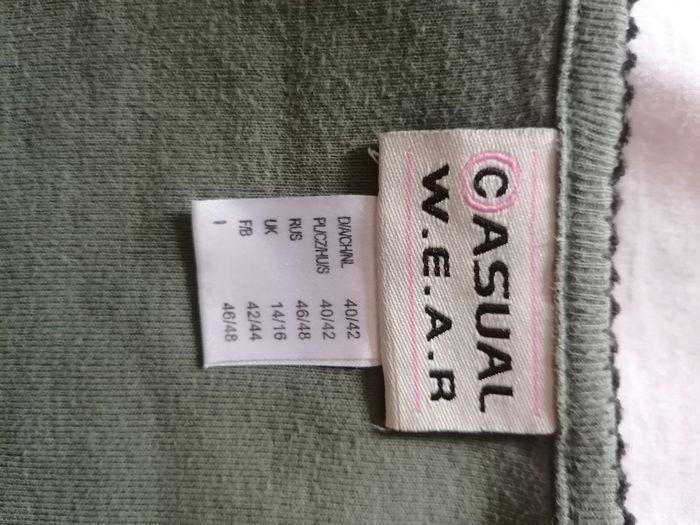 CASUAL
W.E.A.R
D/A/CH/NL 40/42
PL/CZ/HU/S 40/42
RUS 46/48
UK 14/16
F/B 42/44
I 46/48